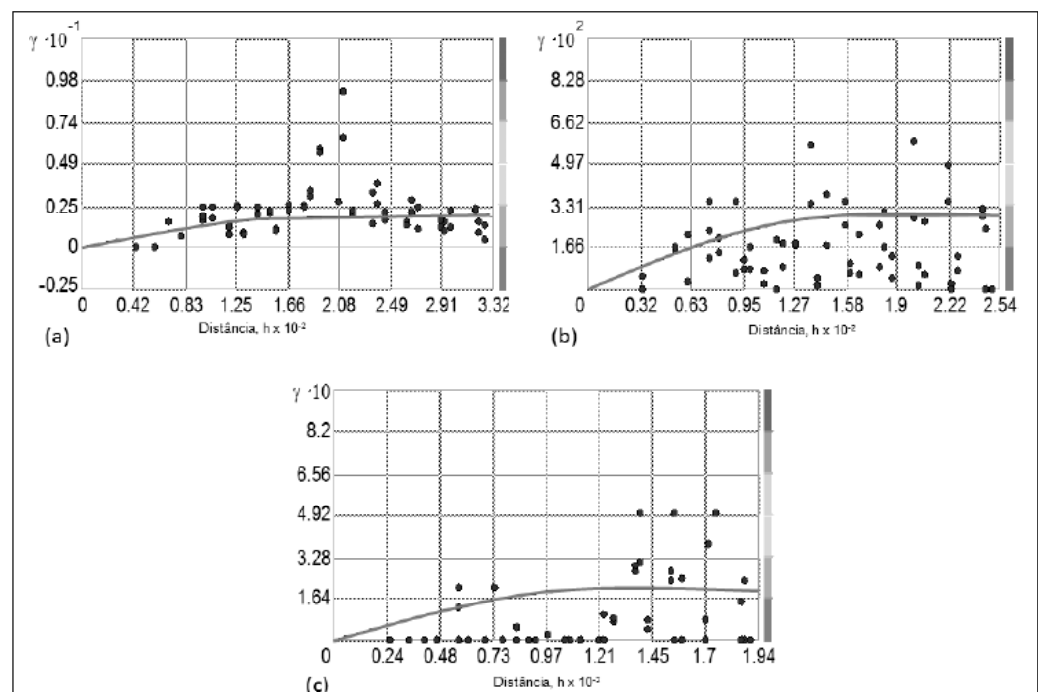 γ ·10⁻¹
0.98
0.74
0.49
0.25
0
-0.25
0 0.42 0.83 1.25 1.66 2.08 2.49 2.91 3.32
Distância, h x 10⁻²
(a)
γ ·10²
8.28
6.62
4.97
3.31
1.66
0 0.32 0.63 0.95 1.27 1.58 1.9 2.22 2.54
Distância, h x 10⁻²
(b)
γ ·10
8.2
6.56
4.92
3.28
1.64
0 0.24 0.48 0.73 0.97 1.21 1.45 1.7 1.94
Distância, h x 10⁻³
(c)